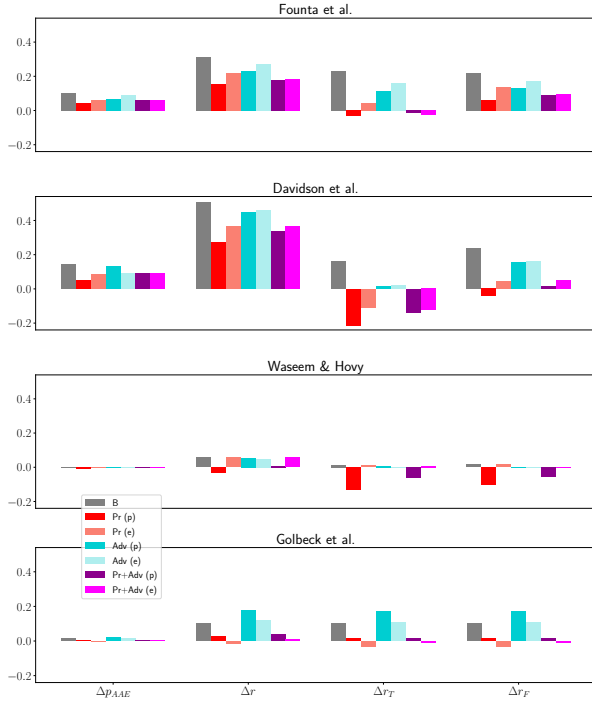 Founta et al.
0.4
0.2
0.0
−0.2
Davidson et al.
0.4
0.2
0.0
−0.2
Waseem & Hovy
0.4
0.2
0.0
−0.2
B
Pr (p)
Pr (e)
Adv (p)
Adv (e)
Pr+Adv (p)
Pr+Adv (e)
Golbeck et al.
0.4
0.2
0.0
−0.2
Δp_AAE Δr Δr_T Δr_F